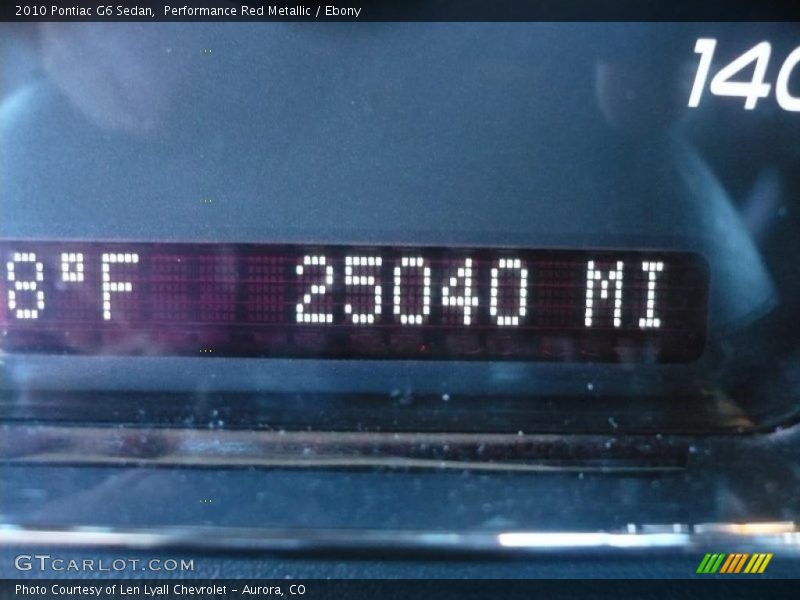 2010 Pontiac G6 Sedan,  Performance Red Metallic / Ebony
140
8°F 25040 MI
GTCARLOT.COM
Photo Courtesy of Len Lyall Chevrolet - Aurora, CO